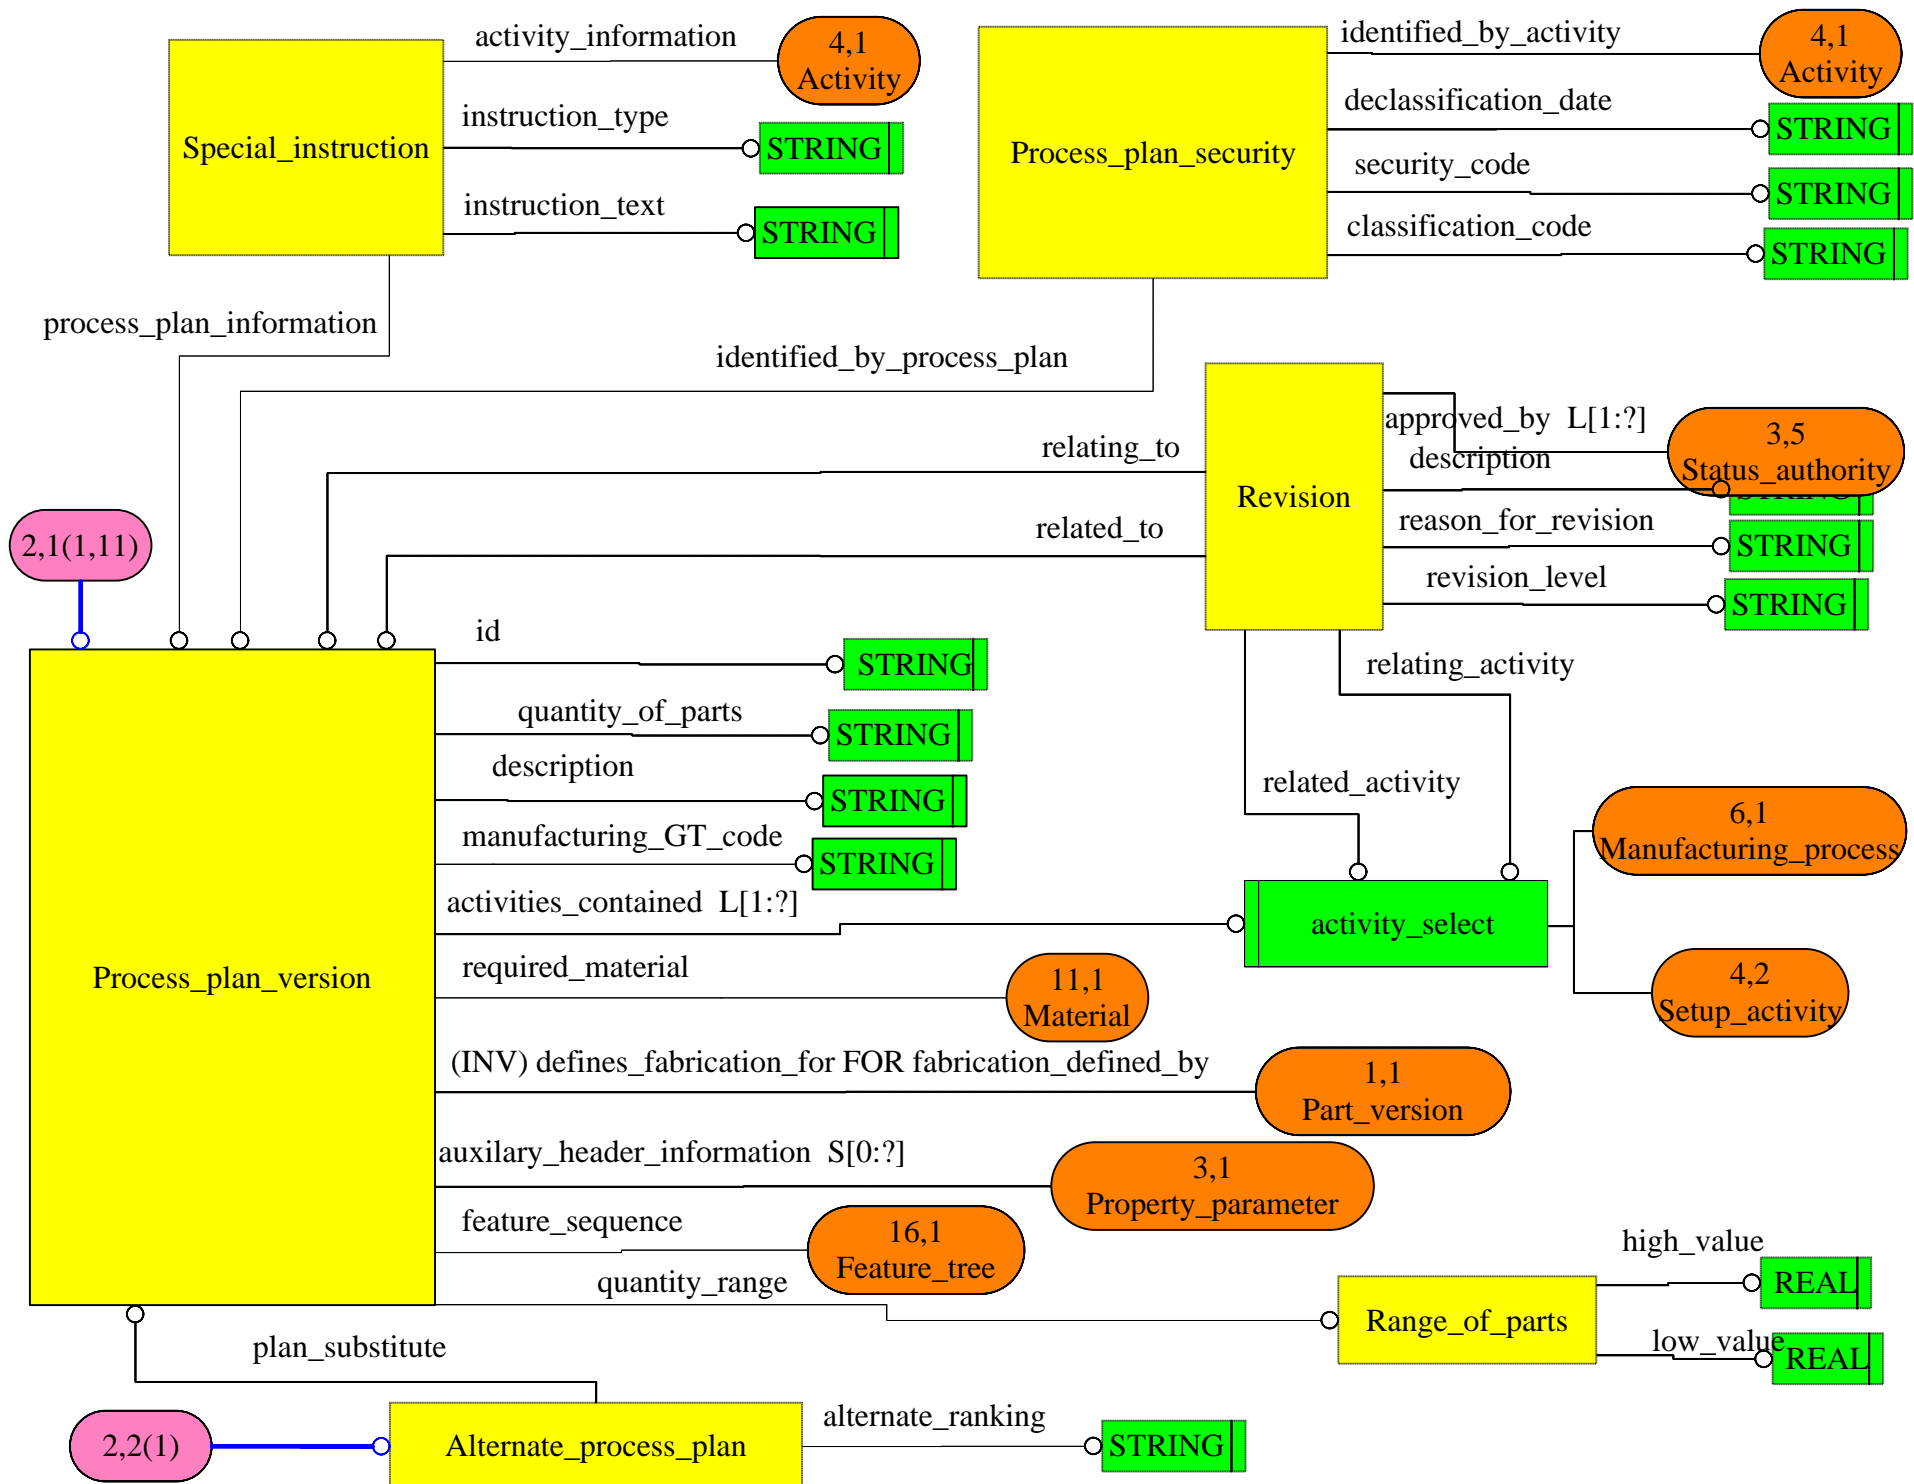 activity_information
4,1
Activity
instruction_type
STRING
Special_instruction
instruction_text
STRING
process_plan_information
identified_by_activity
4,1
Activity
declassification_date
STRING
Process_plan_security
security_code
STRING
classification_code
STRING
identified_by_process_plan
approved_by L[1:?]
3,5
Status_authority
description
relating_to
Revision
reason_for_revision
STRING
related_to
revision_level
STRING
2,1(1,11)
relating_activity
related_activity
id
STRING
quantity_of_parts
STRING
description
STRING
manufacturing_GT_code
STRING
activities_contained L[1:?]
activity_select
6,1
Manufacturing_process
4,2
Setup_activity
Process_plan_version
required_material
11,1
Material
(INV) defines_fabrication_for FOR fabrication_defined_by
1,1
Part_version
auxilary_header_information S[0:?]
3,1
Property_parameter
feature_sequence
16,1
Feature_tree
quantity_range
Range_of_parts
high_value
REAL
low_value
REAL
plan_substitute
2,2(1)
Alternate_process_plan
alternate_ranking
STRING